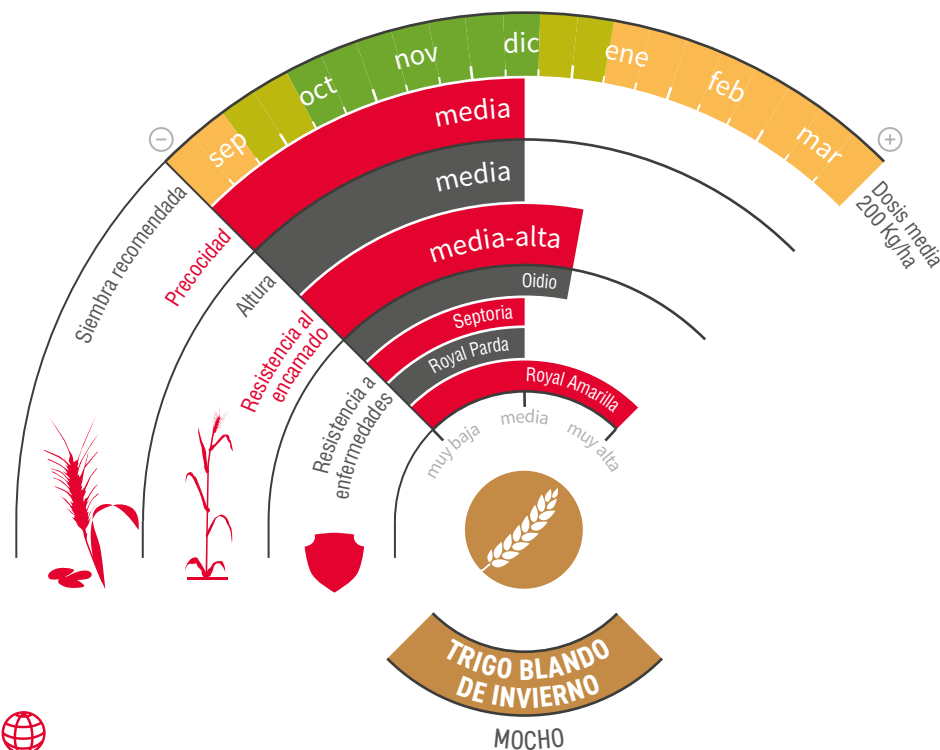 sep
oct
nov
dic
ene
feb
mar
−
+
Dosis media
200 Kg/ha
Siembra recomendada
Precocidad
media
Altura
media
Resistencia al
encamado
media-alta
Resistencia a
enfermedades
Oidio
Septoria
Royal Parda
Royal Amarilla
muy baja
media
muy alta
TRIGO BLANDO
DE INVIERNO
MOCHO